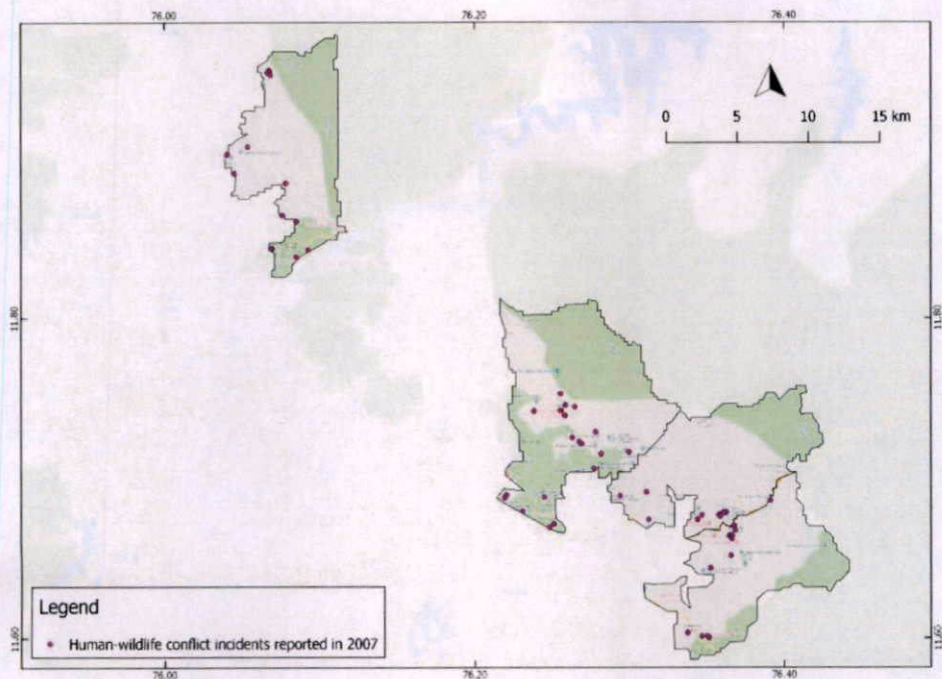 76.00 76.20 76.40
0 5 10 15 km
11.80 11.80
11.60 11.60
Legend
Human-wildlife conflict incidents reported in 2007
76.00 76.20 76.40